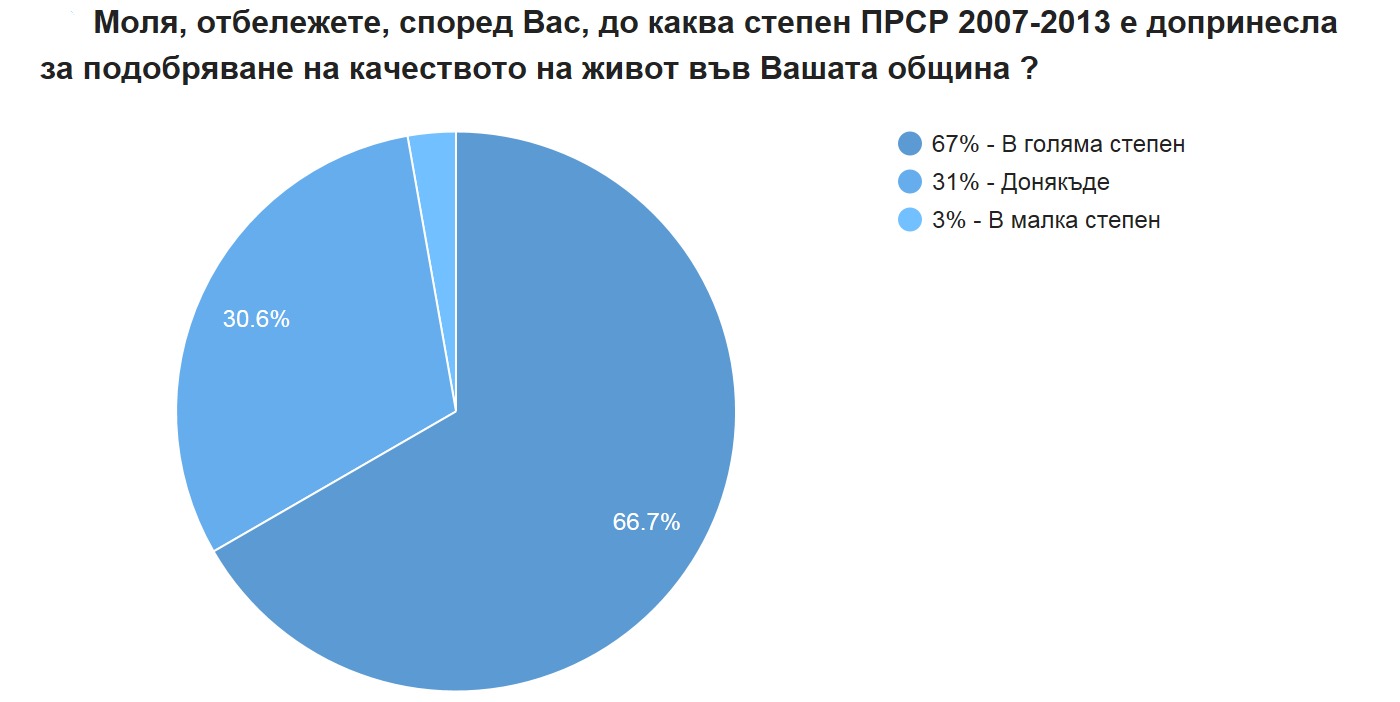 Моля, отбележете, според Вас, до каква степен ПРСР 2007-2013 е допринесла
за подобряване на качеството на живот във Вашата община ?
67% - В голяма степен
31% - Донякъде
3% - В малка степен
30.6%
66.7%